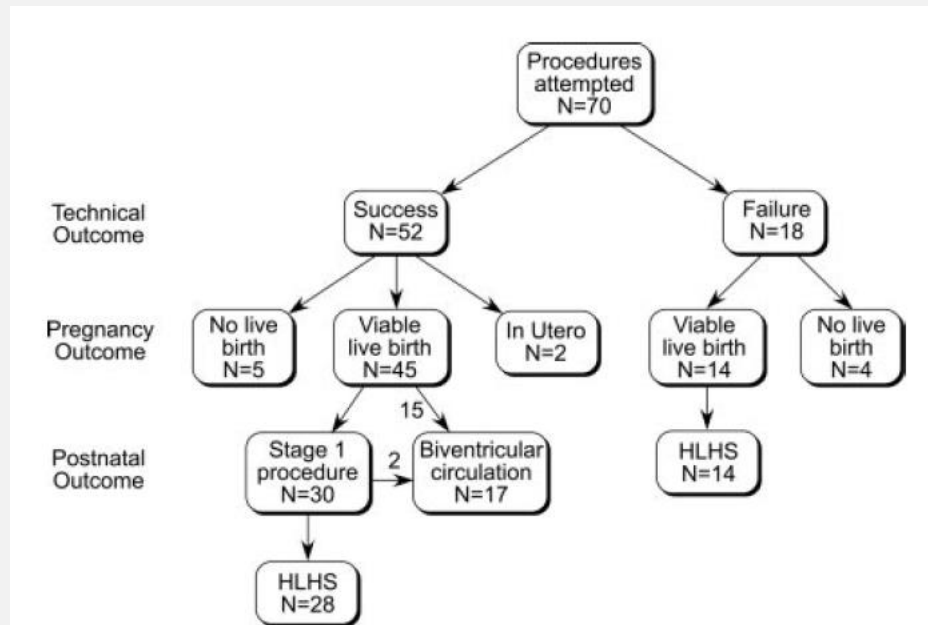 Procedures
attempted
N=70
Technical
Outcome
Success
N=52
Failure
N=18
Pregnancy
Outcome
No live
birth
N=5
Viable
live birth
N=45
In Utero
N=2
Viable
live birth
N=14
No live
birth
N=4
15
Postnatal
Outcome
Stage 1
procedure
N=30
2
Biventricular
circulation
N=17
HLHS
N=14
HLHS
N=28